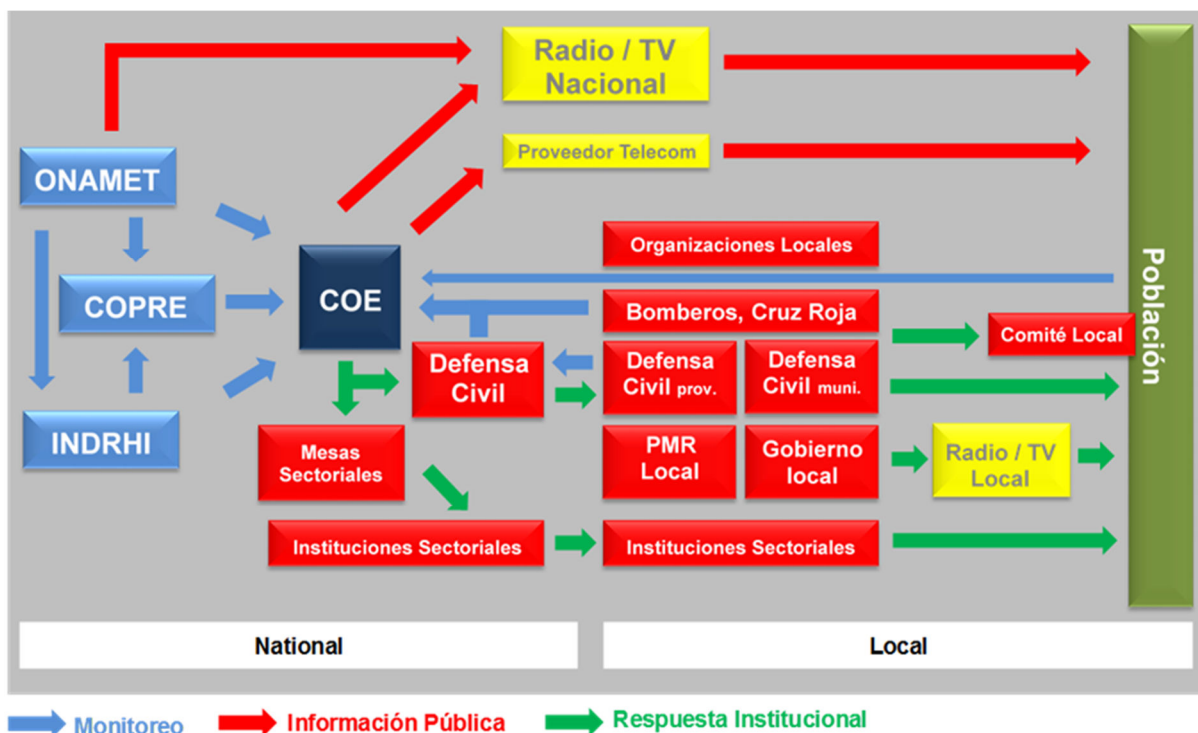 Radio / TV
Nacional
Proveedor Telecom
ONAMET
COPRE
INDRHI
COE
Organizaciones Locales
Bomberos, Cruz Roja
Comité Local
Defensa
Civil
Defensa
Civil prov.
Defensa
Civil muni.
Mesas
Sectoriales
PMR
Local
Gobierno
local
Radio / TV
Local
Instituciones Sectoriales
Instituciones Sectoriales
Población
National
Local
Monitoreo
Información Pública
Respuesta Institucional